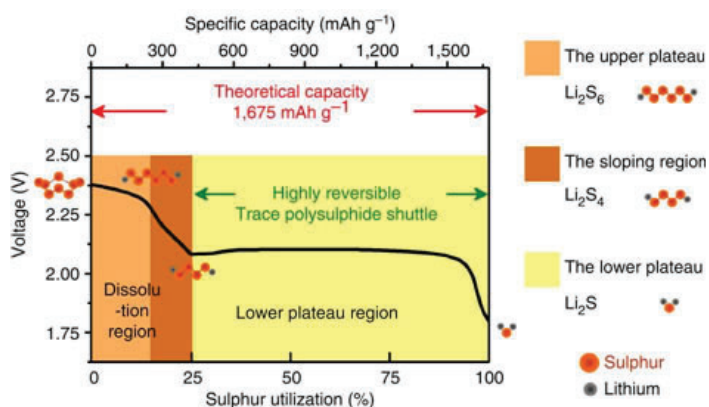 Specific capacity (mAh g⁻¹)
0 300 600 900 1,200 1,500
2.75
2.50
2.25
2.00
1.75
Voltage (V)
Theoretical capacity
1,675 mAh g⁻¹
Highly reversible
Trace polysulphide shuttle
Dissolu
-tion
region
Lower plateau region
0 25 50 75 100
Sulphur utilization (%)
The upper plateau
Li₂S₆
The sloping region
Li₂S₄
The lower plateau
Li₂S
Sulphur
Lithium